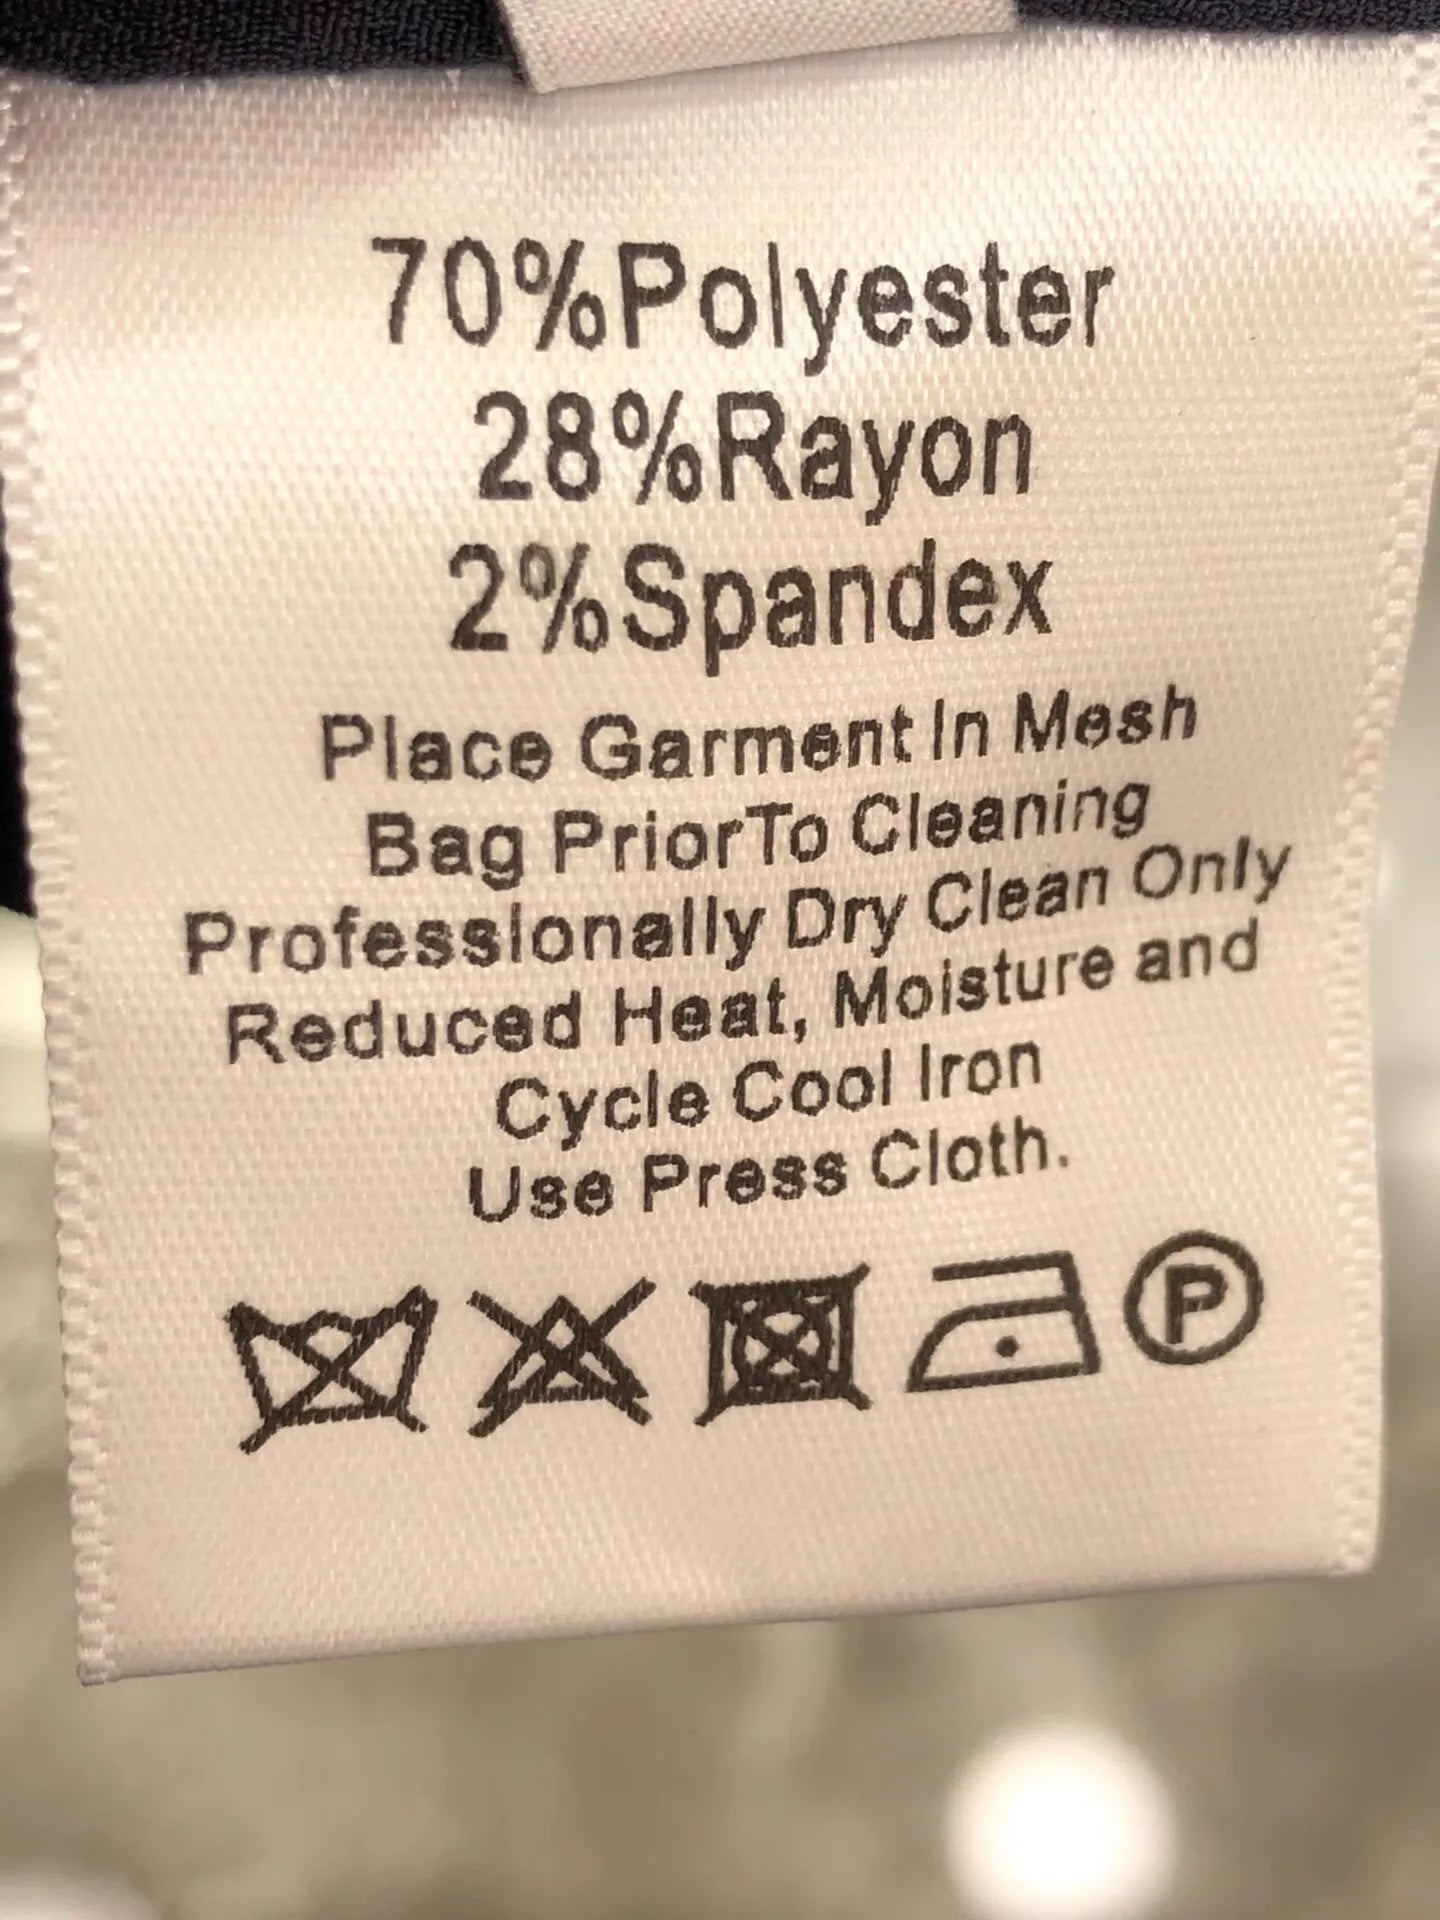 70%Polyester
28%Rayon
2%Spandex
Place Garment In Mesh
Bag PriorTo Cleaning
Professionally Dry Clean Only
Reduced Heat, Moisture and
Cycle Cool Iron
Use Press Cloth.
P